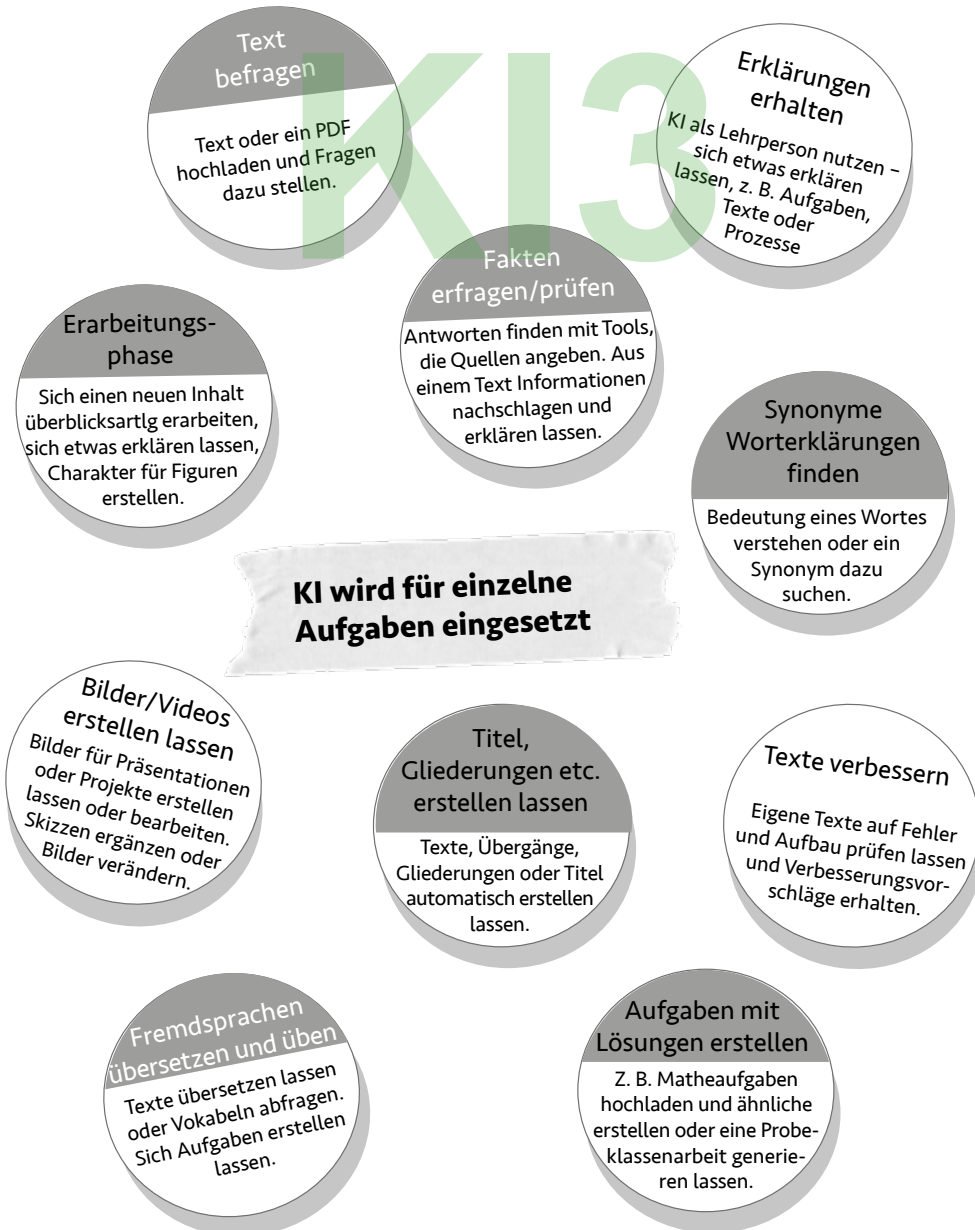 KI3
Text
befragen
Text oder ein PDF
hochladen und Fragen
dazu stellen.
Erklärungen
erhalten
KI als Lehrperson nutzen –
sich etwas erklären
lassen, z. B. Aufgaben,
Texte oder
Prozesse
Fakten
erfragen/prüfen
Antworten finden mit Tools,
die Quellen angeben. Aus
einem Text Informationen
nachschlagen und
erklären lassen.
Erarbeitungs-
phase
Sich einen neuen Inhalt
überblicksartIg erarbeiten,
sich etwas erklären lassen,
Charakter für Figuren
erstellen.
Synonyme
Worterklärungen
finden
Bedeutung eines Wortes
verstehen oder ein
Synonym dazu
suchen.
KI wird für einzelne
Aufgaben eingesetzt
Bilder/Videos
erstellen lassen
Bilder für Präsentationen
oder Projekte erstellen
lassen oder bearbeiten.
Skizzen ergänzen oder
Bilder verändern.
Titel,
Gliederungen etc.
erstellen lassen
Texte, Übergänge,
Gliederungen oder Titel
automatisch erstellen
lassen.
Texte verbessern
Eigene Texte auf Fehler
und Aufbau prüfen lassen
und Verbesserungsvor-
schläge erhalten.
Fremdsprachen
übersetzen und üben
Texte übersetzen lassen
oder Vokabeln abfragen.
Sich Aufgaben erstellen
lassen.
Aufgaben mit
Lösungen erstellen
Z. B. Matheaufgaben
hochladen und ähnliche
erstellen oder eine Probe-
klassenarbeit generie-
ren lassen.